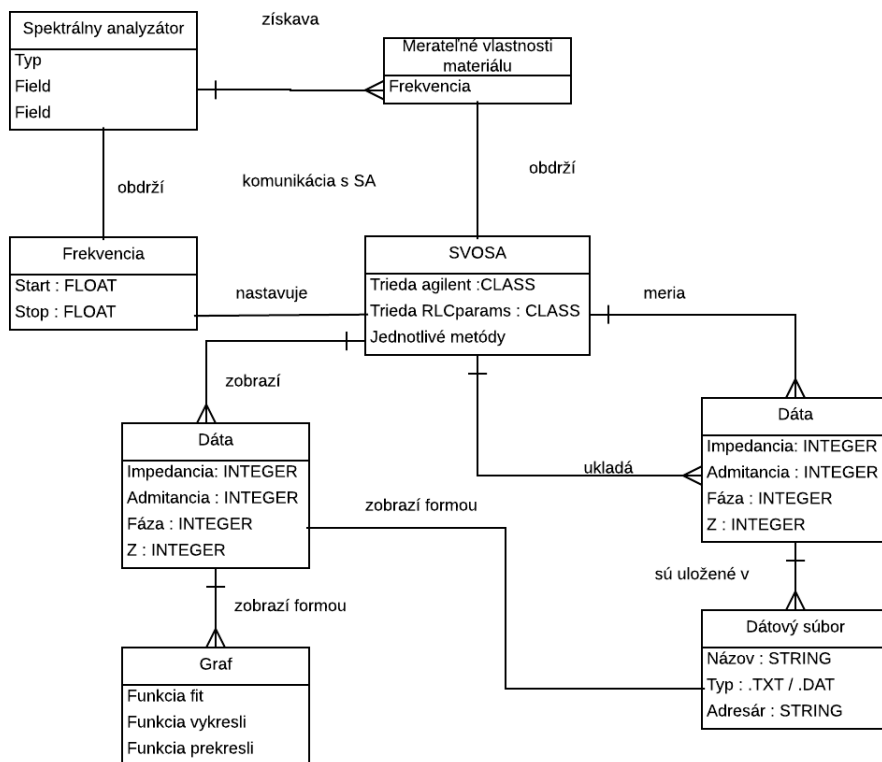 Spektrálny analyzátor
Typ
Field
Field
získava
Merateľné vlastnosti
materiálu
Frekvencia
obdrží
komunikácia s SA
obdrží
Frekvencia
Start : FLOAT
Stop : FLOAT
nastavuje
SVOSA
Trieda agilent :CLASS
Trieda RLCparams : CLASS
Jednotlivé metódy
meria
zobrazí
Dáta
Impedancia: INTEGER
Admitancia : INTEGER
Fáza : INTEGER
Z : INTEGER
ukladá
Dáta
Impedancia: INTEGER
Admitancia : INTEGER
Fáza : INTEGER
Z : INTEGER
zobrazí formou
sú uložené v
zobrazí formou
Graf
Funkcia fit
Funkcia vykresli
Funkcia prekresli
Dátový súbor
Názov : STRING
Typ : .TXT / .DAT
Adresár : STRING